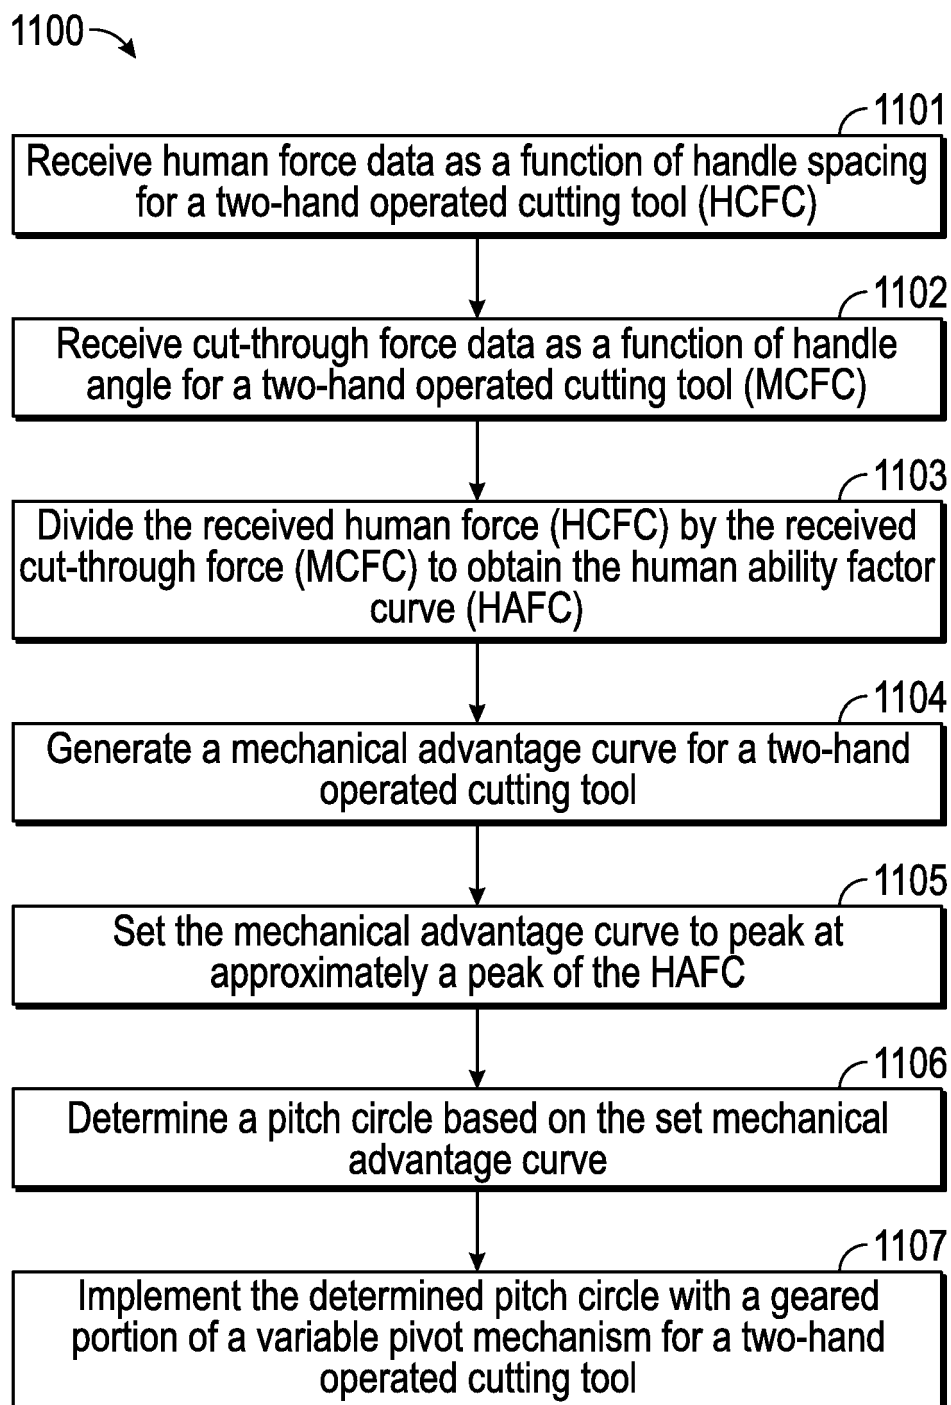 1100
1101
Receive human force data as a function of handle spacing
for a two-hand operated cutting tool (HCFC)
1102
Receive cut-through force data as a function of handle
angle for a two-hand operated cutting tool (MCFC)
1103
Divide the received human force (HCFC) by the received
cut-through force (MCFC) to obtain the human ability factor
curve (HAFC)
1104
Generate a mechanical advantage curve for a two-hand
operated cutting tool
1105
Set the mechanical advantage curve to peak at
approximately a peak of the HAFC
1106
Determine a pitch circle based on the set mechanical
advantage curve
1107
Implement the determined pitch circle with a geared
portion of a variable pivot mechanism for a two-hand
operated cutting tool